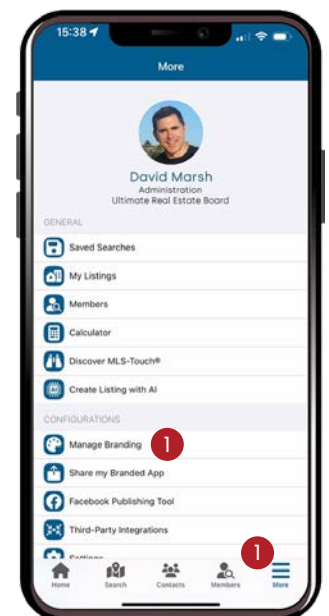 15:38
More
David Marsh
Administration
Ultimate Real Estate Board
GENERAL
Saved Searches
My Listings
Members
Calculator
Discover MLS-Touch®
AI
Create Listing with AI
CONFIGURATIONS
Manage Branding
1
Share my Branded App
Facebook Publishing Tool
Third-Party Integrations
Settings
1
Home
Search
Contacts
Members
More